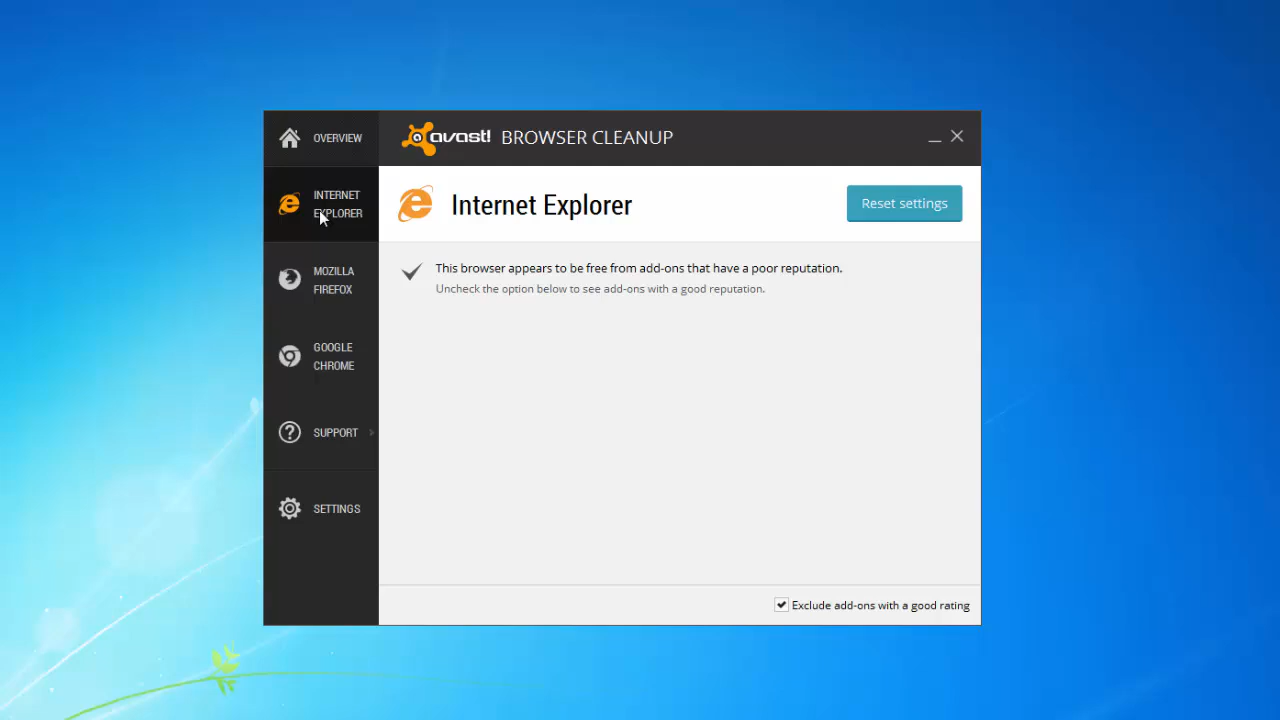 OVERVIEW
avast! BROWSER CLEANUP
INTERNET
EXPLORER
Internet Explorer
Reset settings
This browser appears to be free from add-ons that have a poor reputation.
Uncheck the option below to see add-ons with a good reputation.
MOZILLA
FIREFOX
GOOGLE
CHROME
SUPPORT
SETTINGS
Exclude add-ons with a good rating